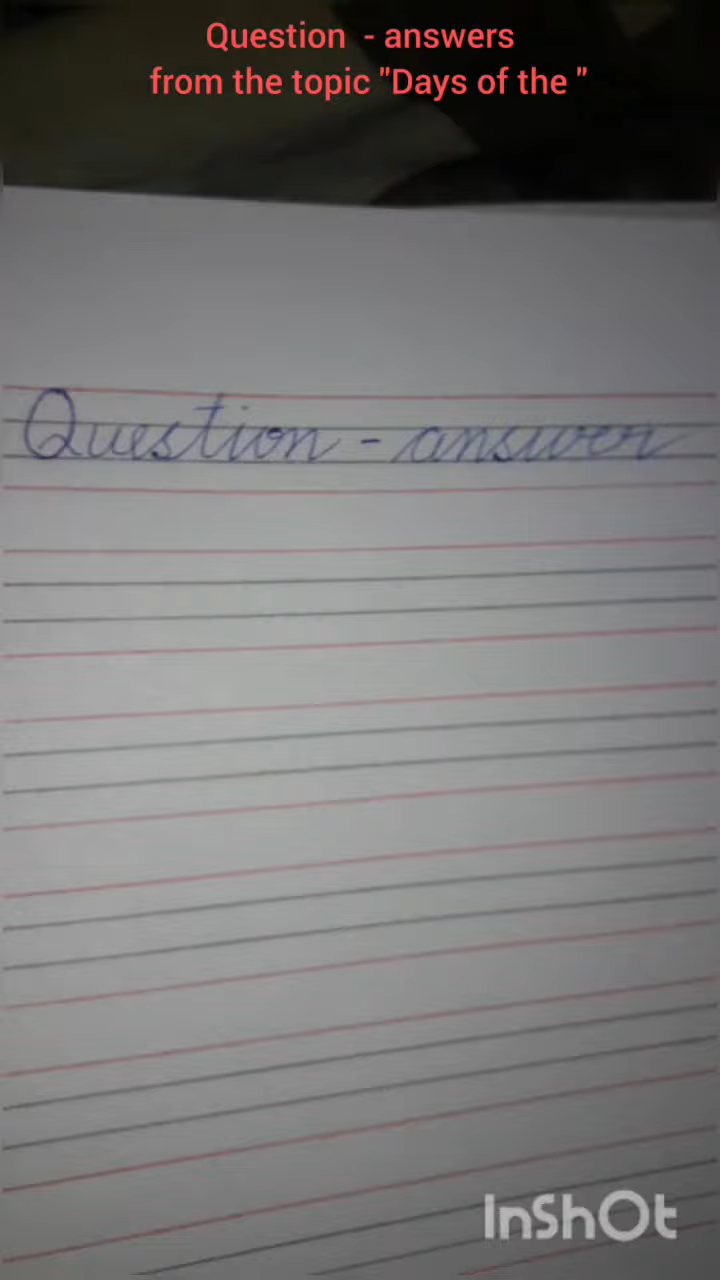 Question - answers
from the topic "Days of the "
Question - answer
InShOt